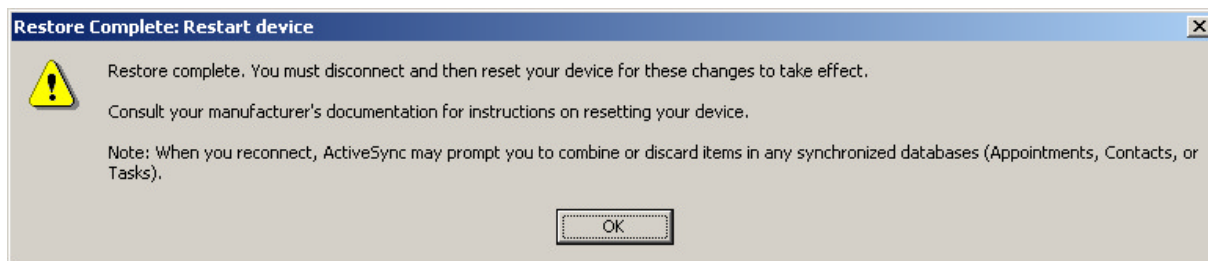 Restore Complete: Restart device
Restore complete. You must disconnect and then reset your device for these changes to take effect.
Consult your manufacturer's documentation for instructions on resetting your device.
Note: When you reconnect, ActiveSync may prompt you to combine or discard items in any synchronized databases (Appointments, Contacts, or
Tasks).
OK